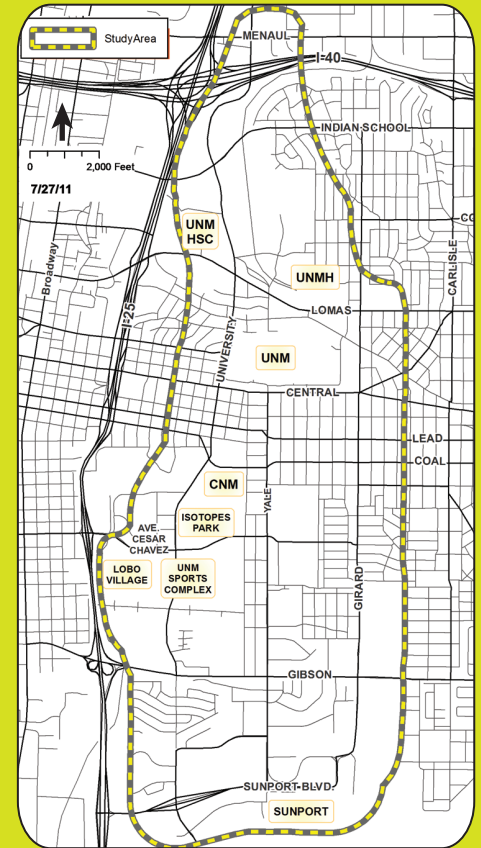 StudyArea
MENAUL
I-40
INDIAN SCHOOL
0 2,000 Feet
7/27/11
UNM
HSC
CO
Broadway
CARLISLE
UNMH
I-25
LOMAS
UNIVERSITY
UNM
CENTRAL
LEAD
COAL
CNM
YALE
ISOTOPES
PARK
AVE.
CESAR
CHAVEZ
LOBO
VILLAGE
UNM
SPORTS
COMPLEX
GIRARD
GIBSON
SUNPORT BLVD.
SUNPORT